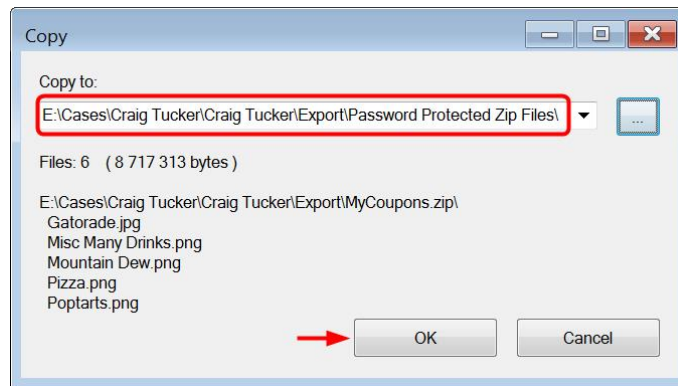 Copy
Copy to:
E:\Cases\Craig Tucker\Craig Tucker\Export\Password Protected Zip Files\
...
Files: 6 ( 8 717 313 bytes )
E:\Cases\Craig Tucker\Craig Tucker\Export\MyCoupons.zip\
Gatorade.jpg
Misc Many Drinks.png
Mountain Dew.png
Pizza.png
Poptarts.png
OK Cancel